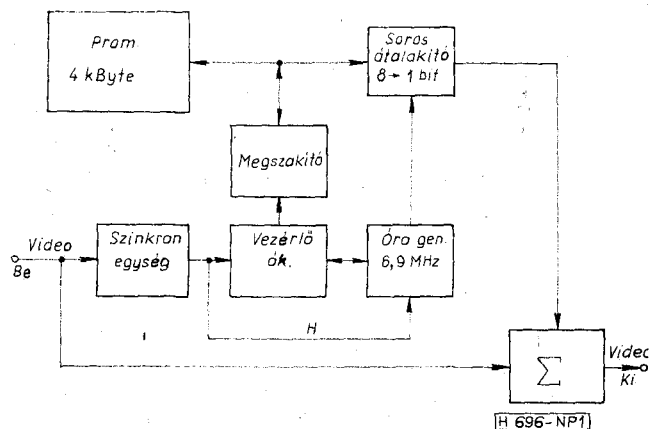 Prom
4 kByte
Soros
átalakító
8→1 bit
Megszakító
Video
Be
Szinkron
egység
Vezérlő
ák.
Óra gen.
6,9 MHz
H
Σ
Video
Ki
H 696-NP1